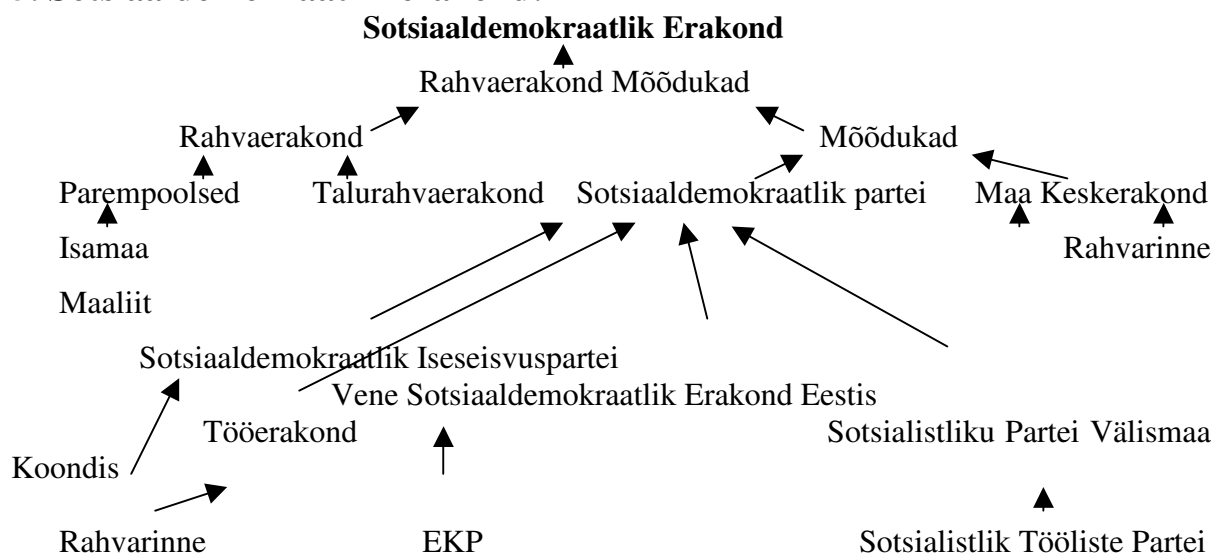 Sotsiaaldemokraatlik Erakond
Rahvaerakond Mõõdukad
Rahvaerakond Mõõdukad
Parempoolsed Talurahvaerakond Sotsiaaldemokraatlik partei Maa Keskerakond
Isamaa Rahvarinne
Maaliit
Sotsiaaldemokraatlik Iseseisvuspartei
Vene Sotsiaaldemokraatlik Erakond Eestis
Tööerakond Sotsialistliku Partei Välismaa
Koondis
Rahvarinne EKP Sotsialistlik Tööliste Partei